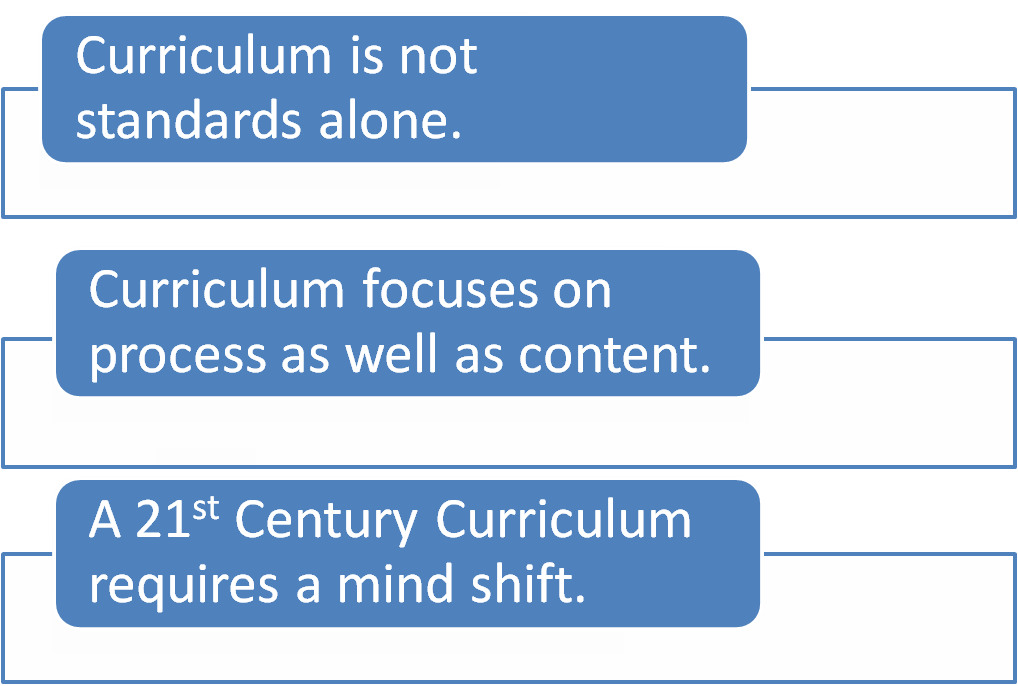 Curriculum is not
standards alone.
Curriculum focuses on
process as well as content.
A 21st Century Curriculum
requires a mind shift.